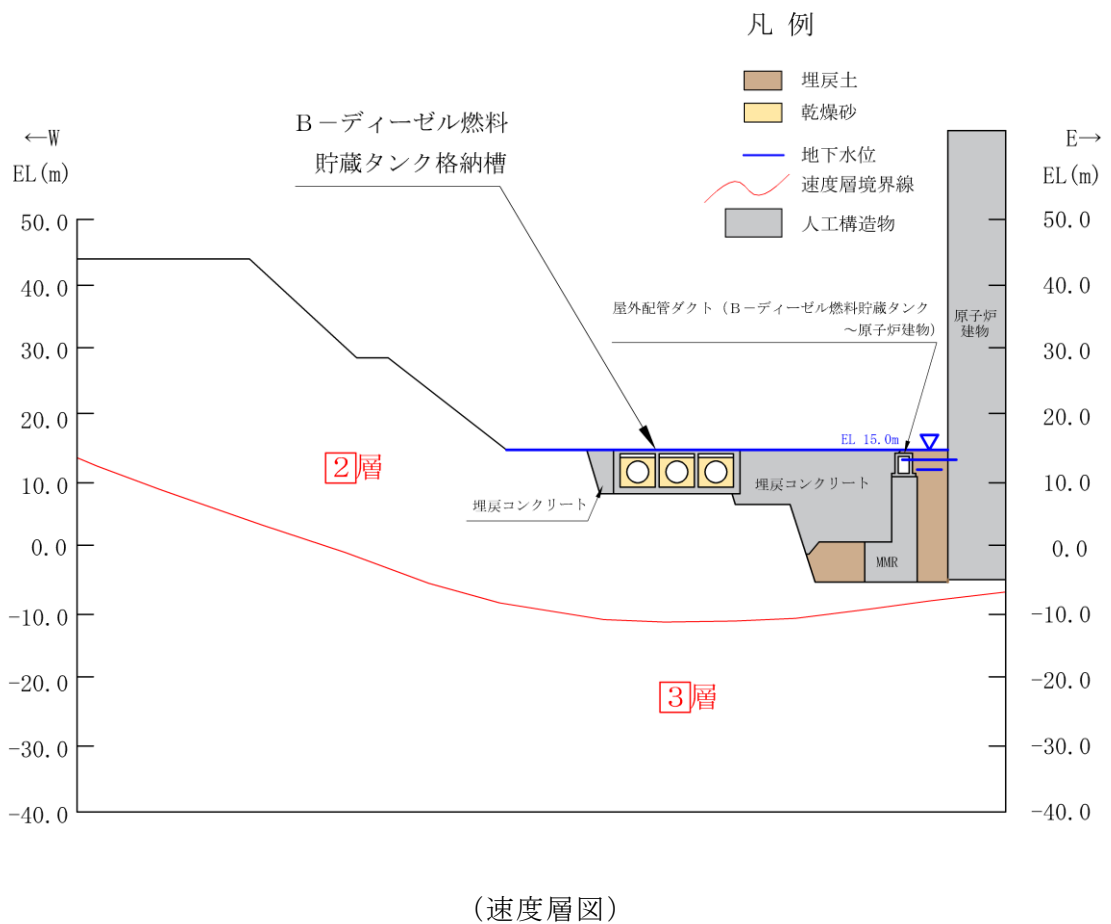 凡 例
埋戻土
乾燥砂
地下水位
速度層境界線
人工構造物
B-ディーゼル燃料
貯蔵タンク格納槽
←W
EL(m)
E→
EL(m)
50.0
40.0
30.0
20.0
10.0
0.0
-10.0
-20.0
-30.0
-40.0
屋外配管ダクト(B-ディーゼル燃料貯蔵タンク
~原子炉建物)
原子炉
建物
EL 15.0m
2層
埋戻コンクリート
埋戻コンクリート
MMR
3層
50.0
40.0
30.0
20.0
10.0
0.0
-10.0
-20.0
-30.0
-40.0
(速度層図)